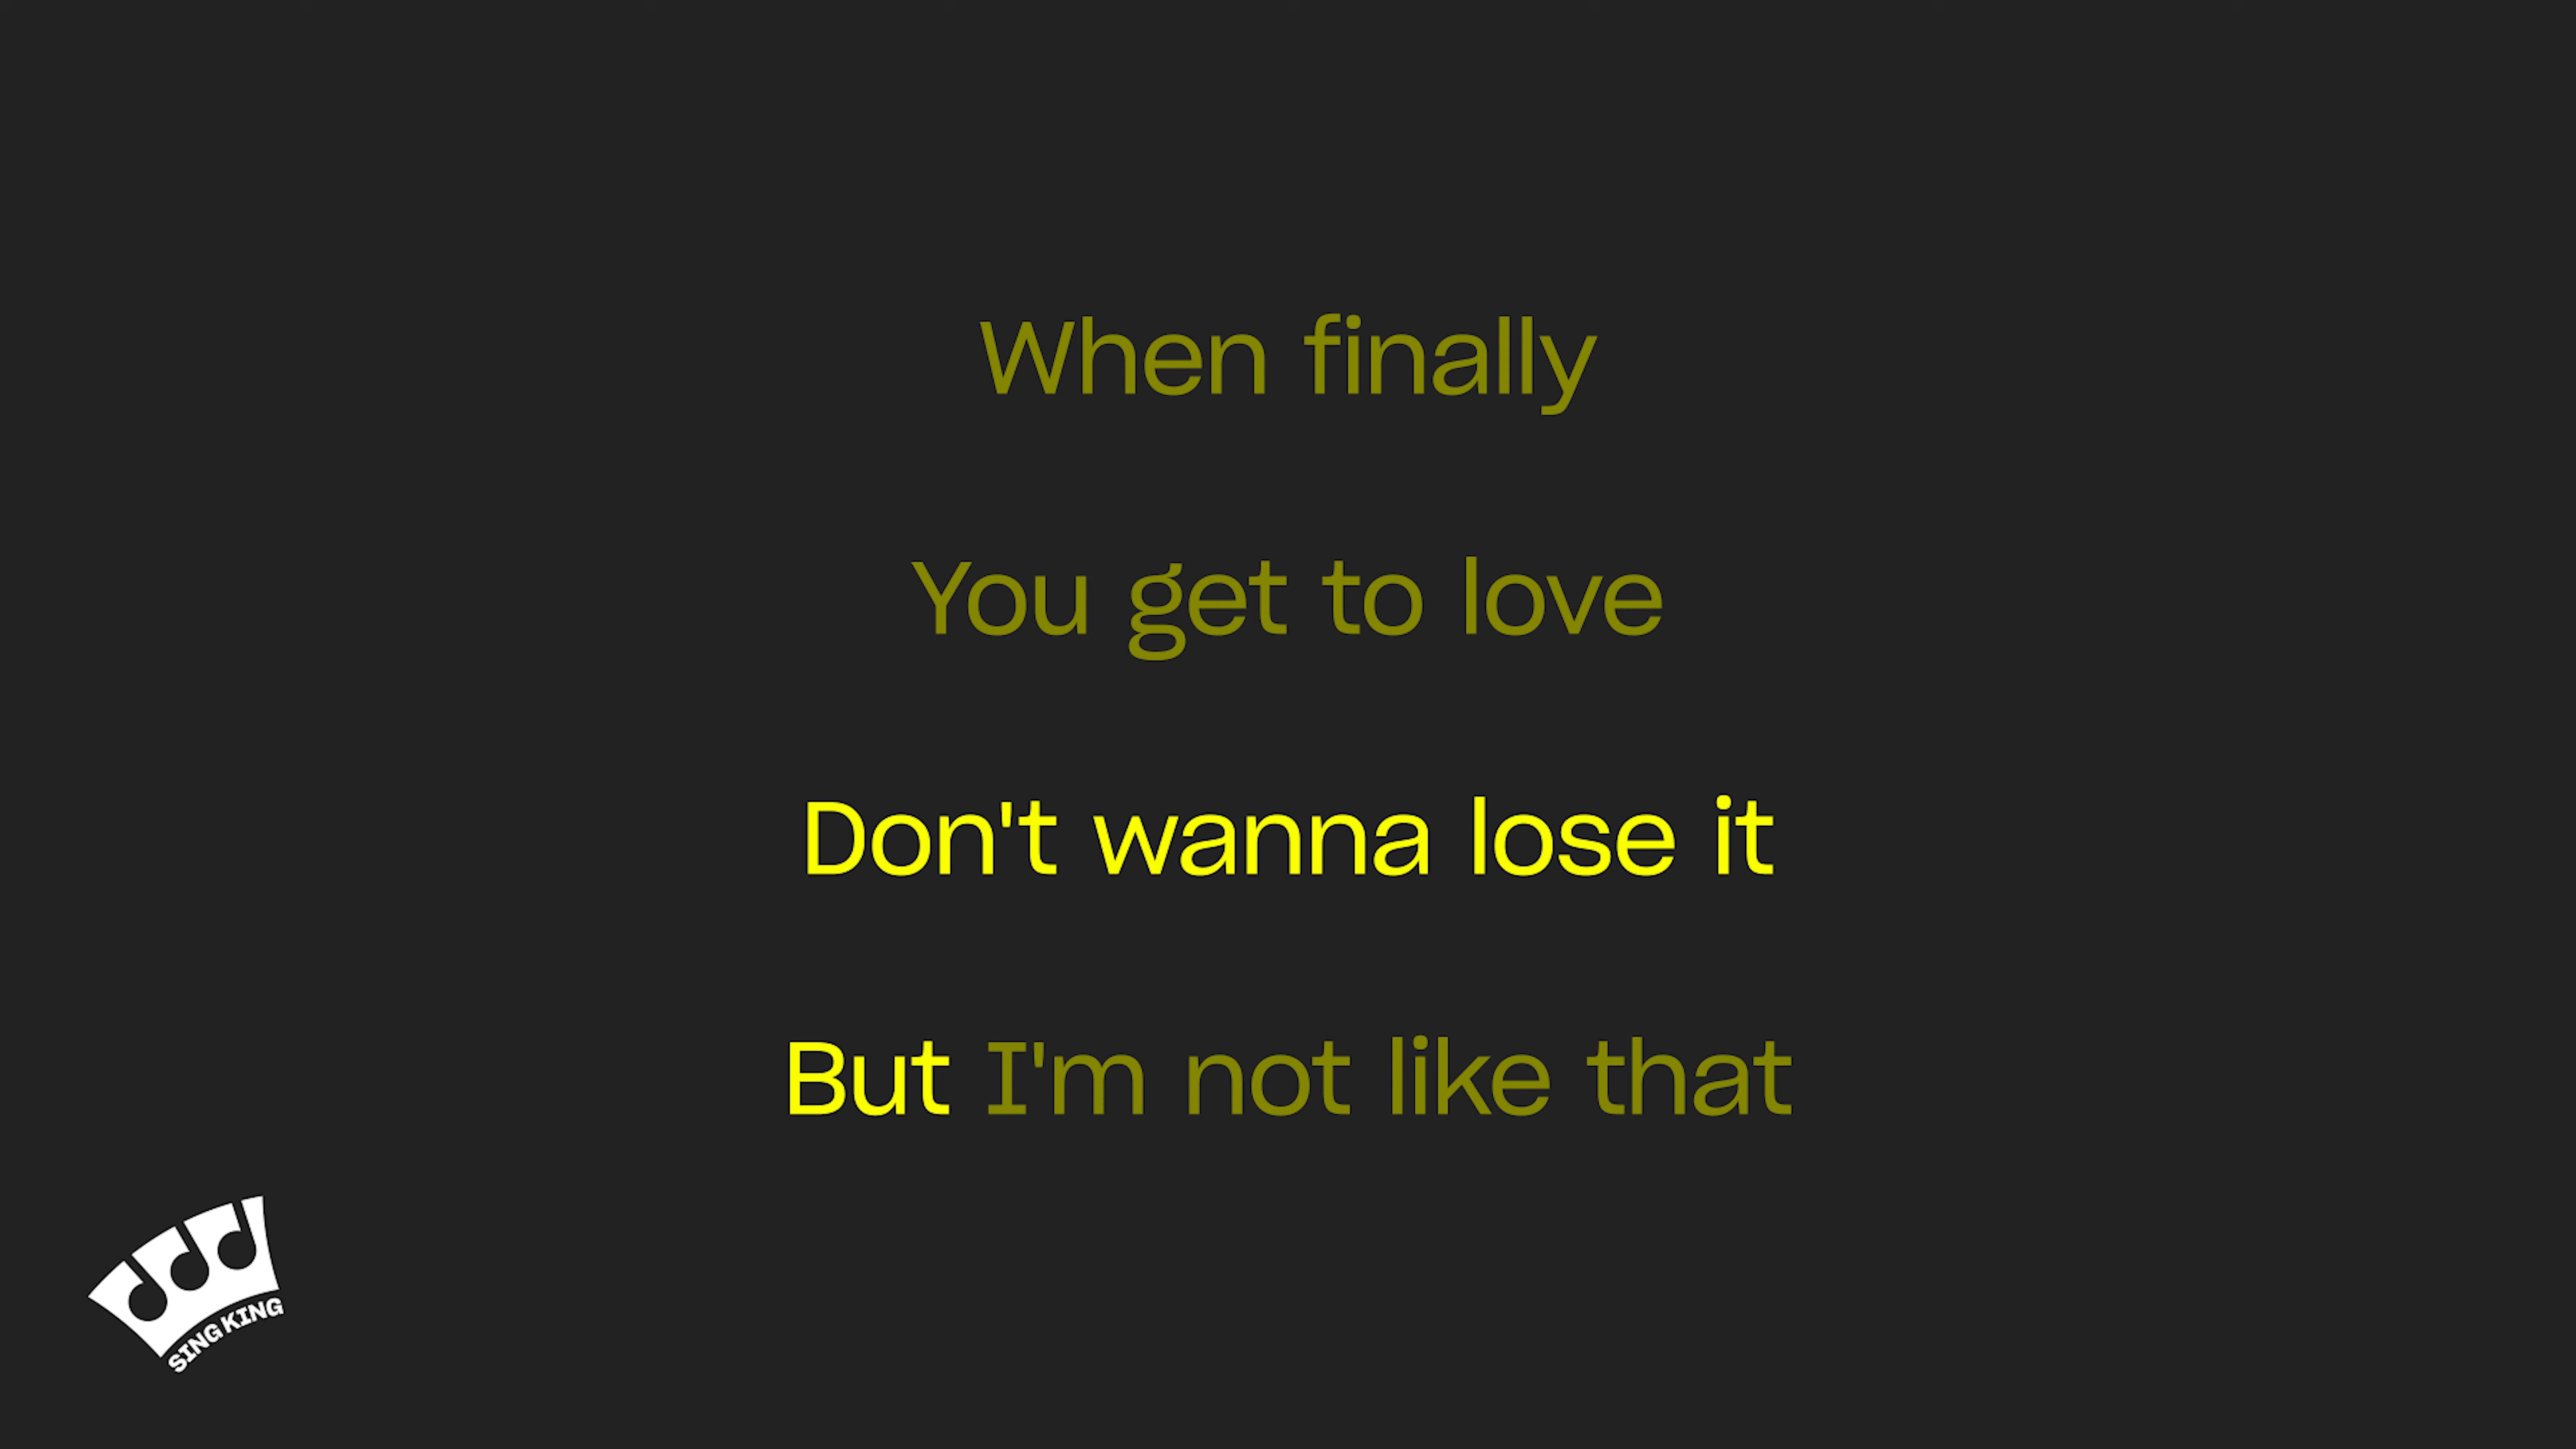 When finally
You get to love
Don't wanna lose it
But I'm not like that
SING KING